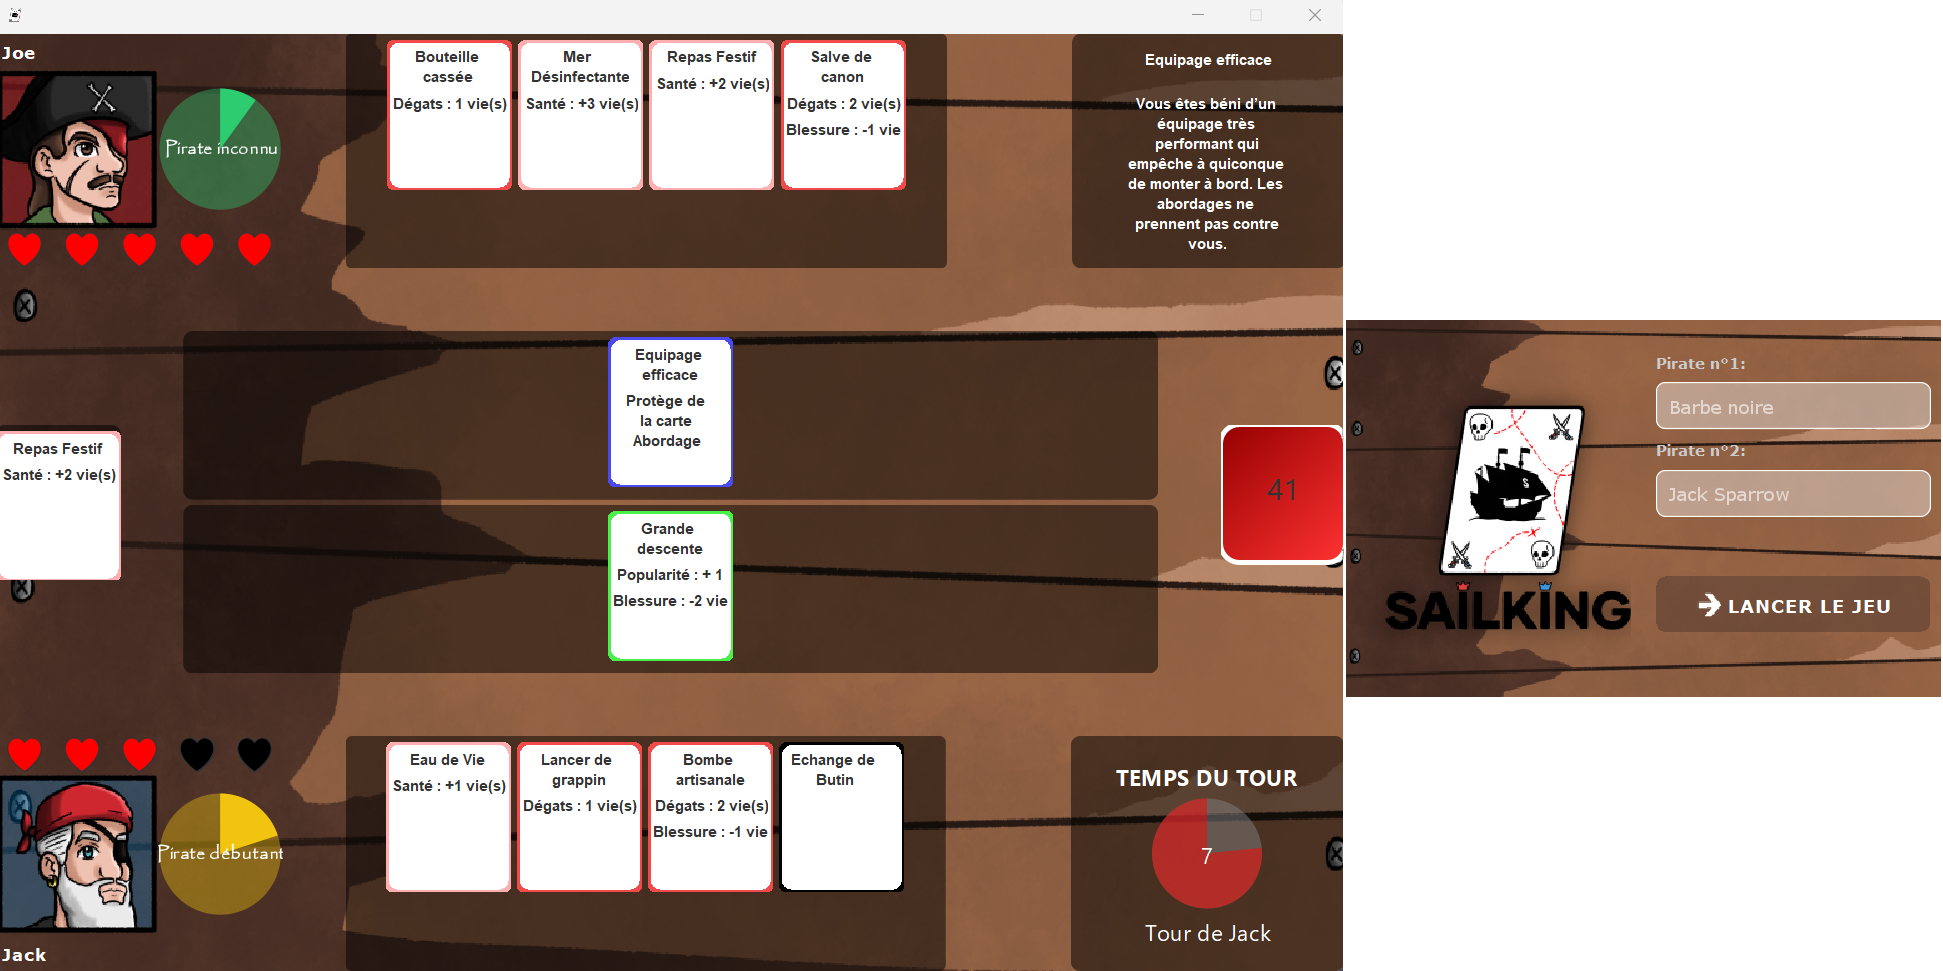 Joe
Pirate inconnu
Bouteille
cassée
Dégats : 1 vie(s)
Mer
Désinfectante
Santé : +3 vie(s)
Repas Festif
Santé : +2 vie(s)
Salve de
canon
Dégats : 2 vie(s)
Blessure : -1 vie
Equipage efficace
Vous êtes béni d'un
équipage très
performant qui
empêche à quiconque
de monter à bord. Les
abordages ne
prennent pas contre
vous.
Equipage
efficace
Protège de
la carte
Abordage
Repas Festif
Santé : +2 vie(s)
Grande
descente
Popularité : + 1
Blessure : -2 vie
41
Pirate débutant
Jack
Eau de Vie
Santé : +1 vie(s)
Lancer de
grappin
Dégats : 1 vie(s)
Bombe
artisanale
Dégats : 2 vie(s)
Blessure : -1 vie
Echange de
Butin
TEMPS DU TOUR
7
Tour de Jack
S
SAILKING
Pirate n°1:
Barbe noire
Pirate n°2:
Jack Sparrow
LANCER LE JEU